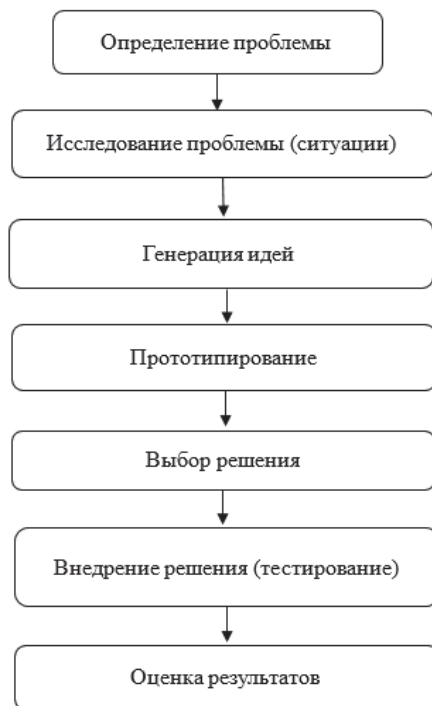 Определение проблемы
Исследование проблемы (ситуации)
Генерация идей
Прототипирование
Выбор решения
Внедрение решения (тестирование)
Оценка результатов